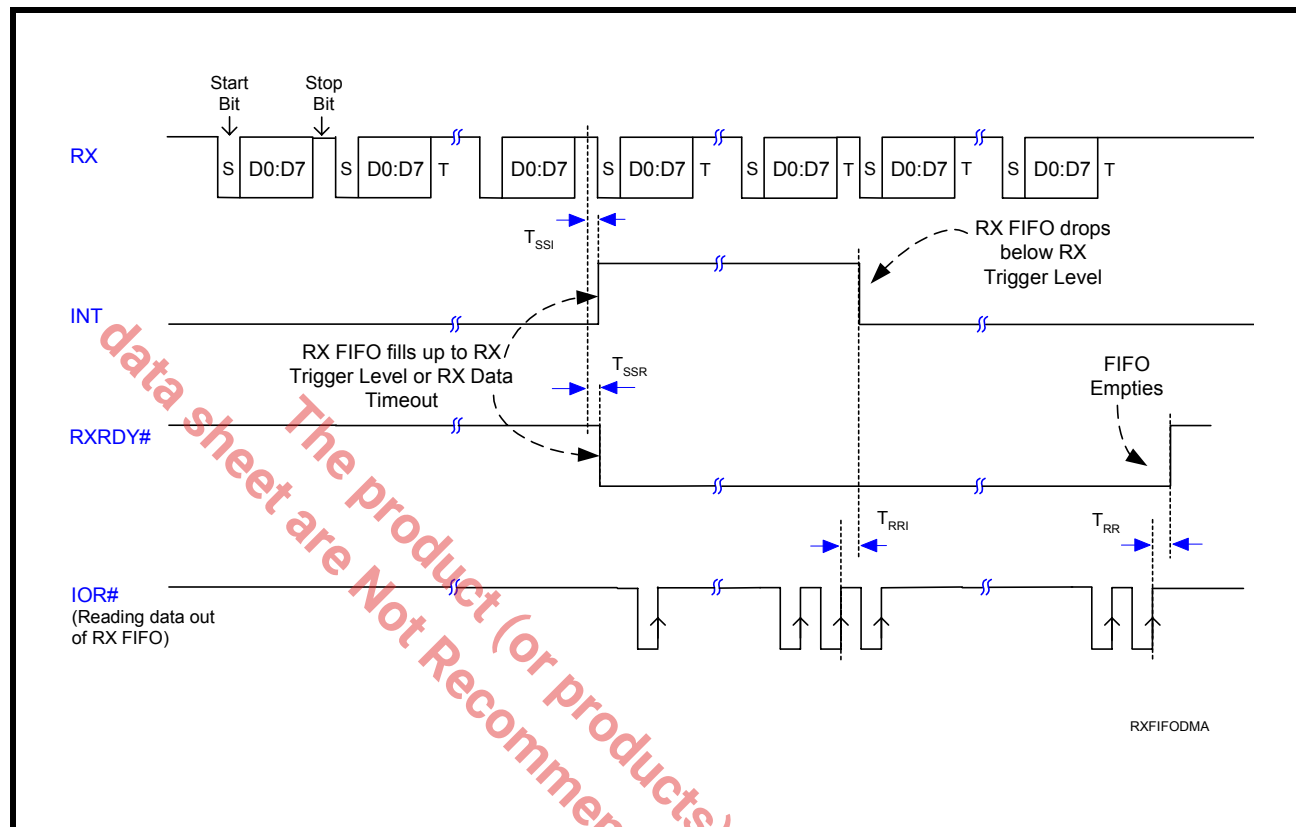 Start
Bit
Stop
Bit
RX
S D0:D7 S D0:D7 T D0:D7 S D0:D7 T S D0:D7 T S D0:D7 T S D0:D7 T
TSSI
RX FIFO drops
below RX
Trigger Level
INT
RX FIFO fills up to RX
Trigger Level or RX Data
Timeout
TSSR
FIFO
Empties
RXRDY#
TRRI
TRR
IOR#
(Reading data out
of RX FIFO)
RXFIFODMA
The product (or products)
data sheet are Not Recommen